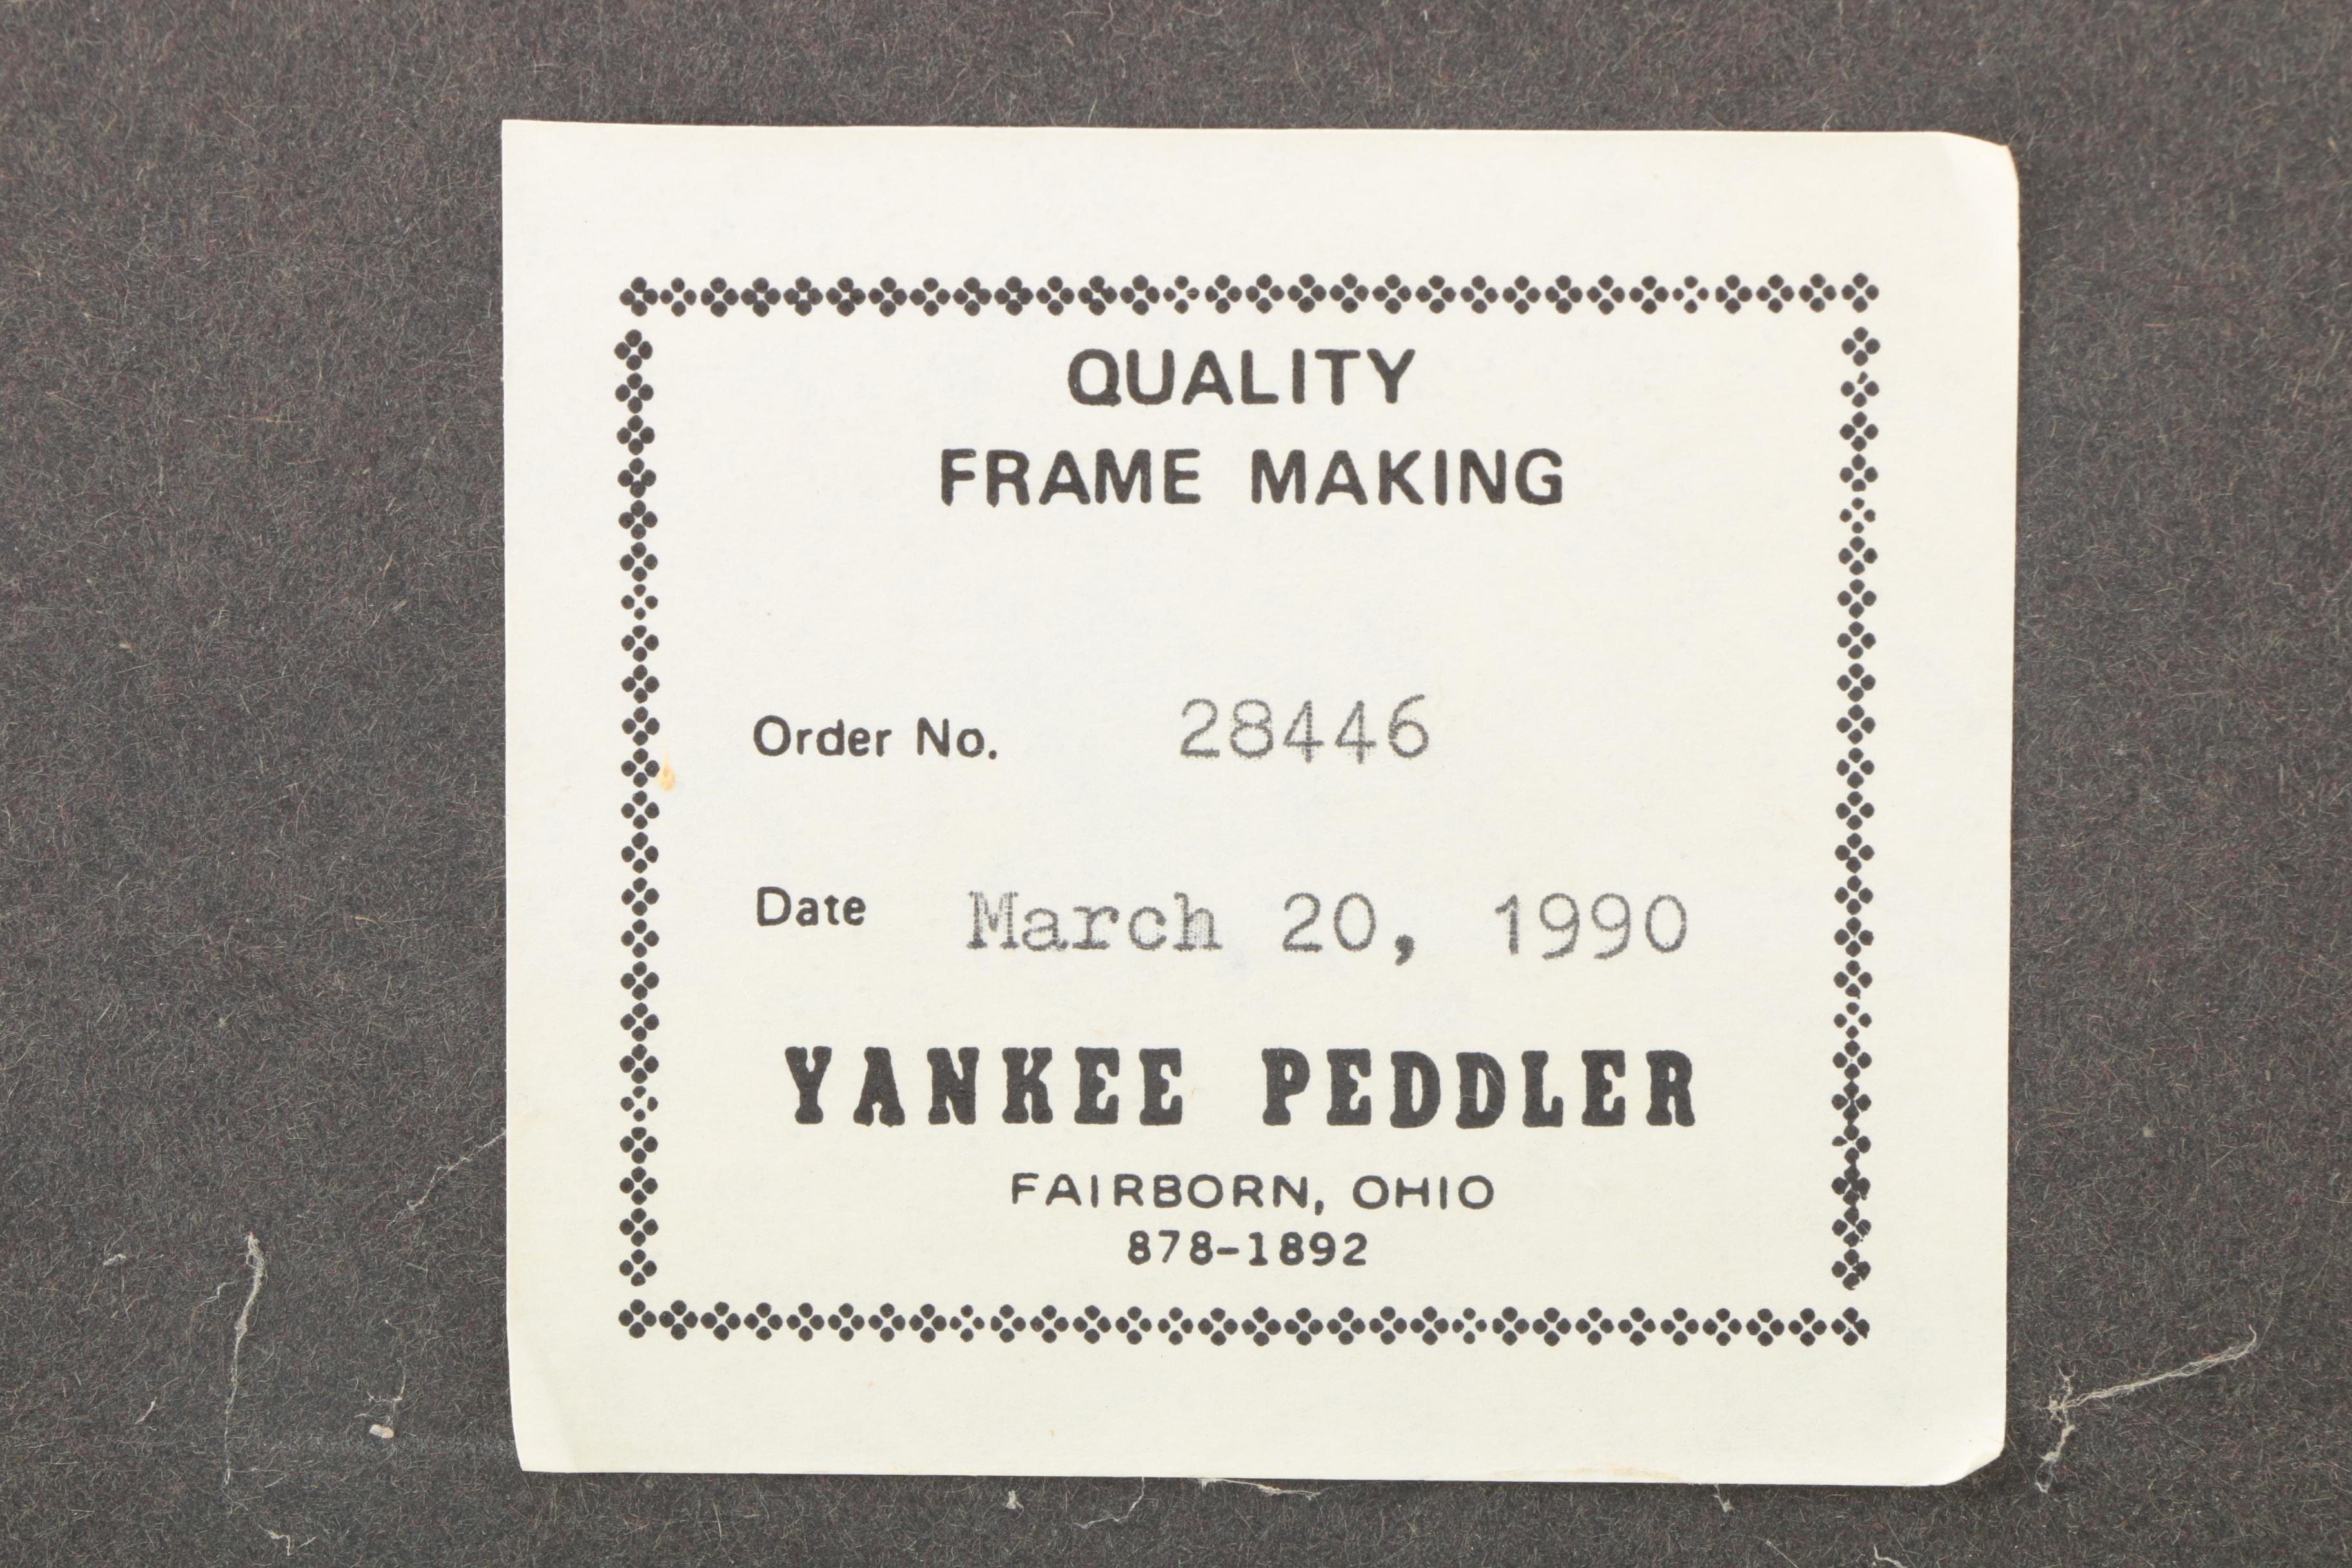 QUALITY
FRAME MAKING
Order No. 28446
Date March 20, 1990
YANKEE PEDDLER
FAIRBORN, OHIO
878-1892